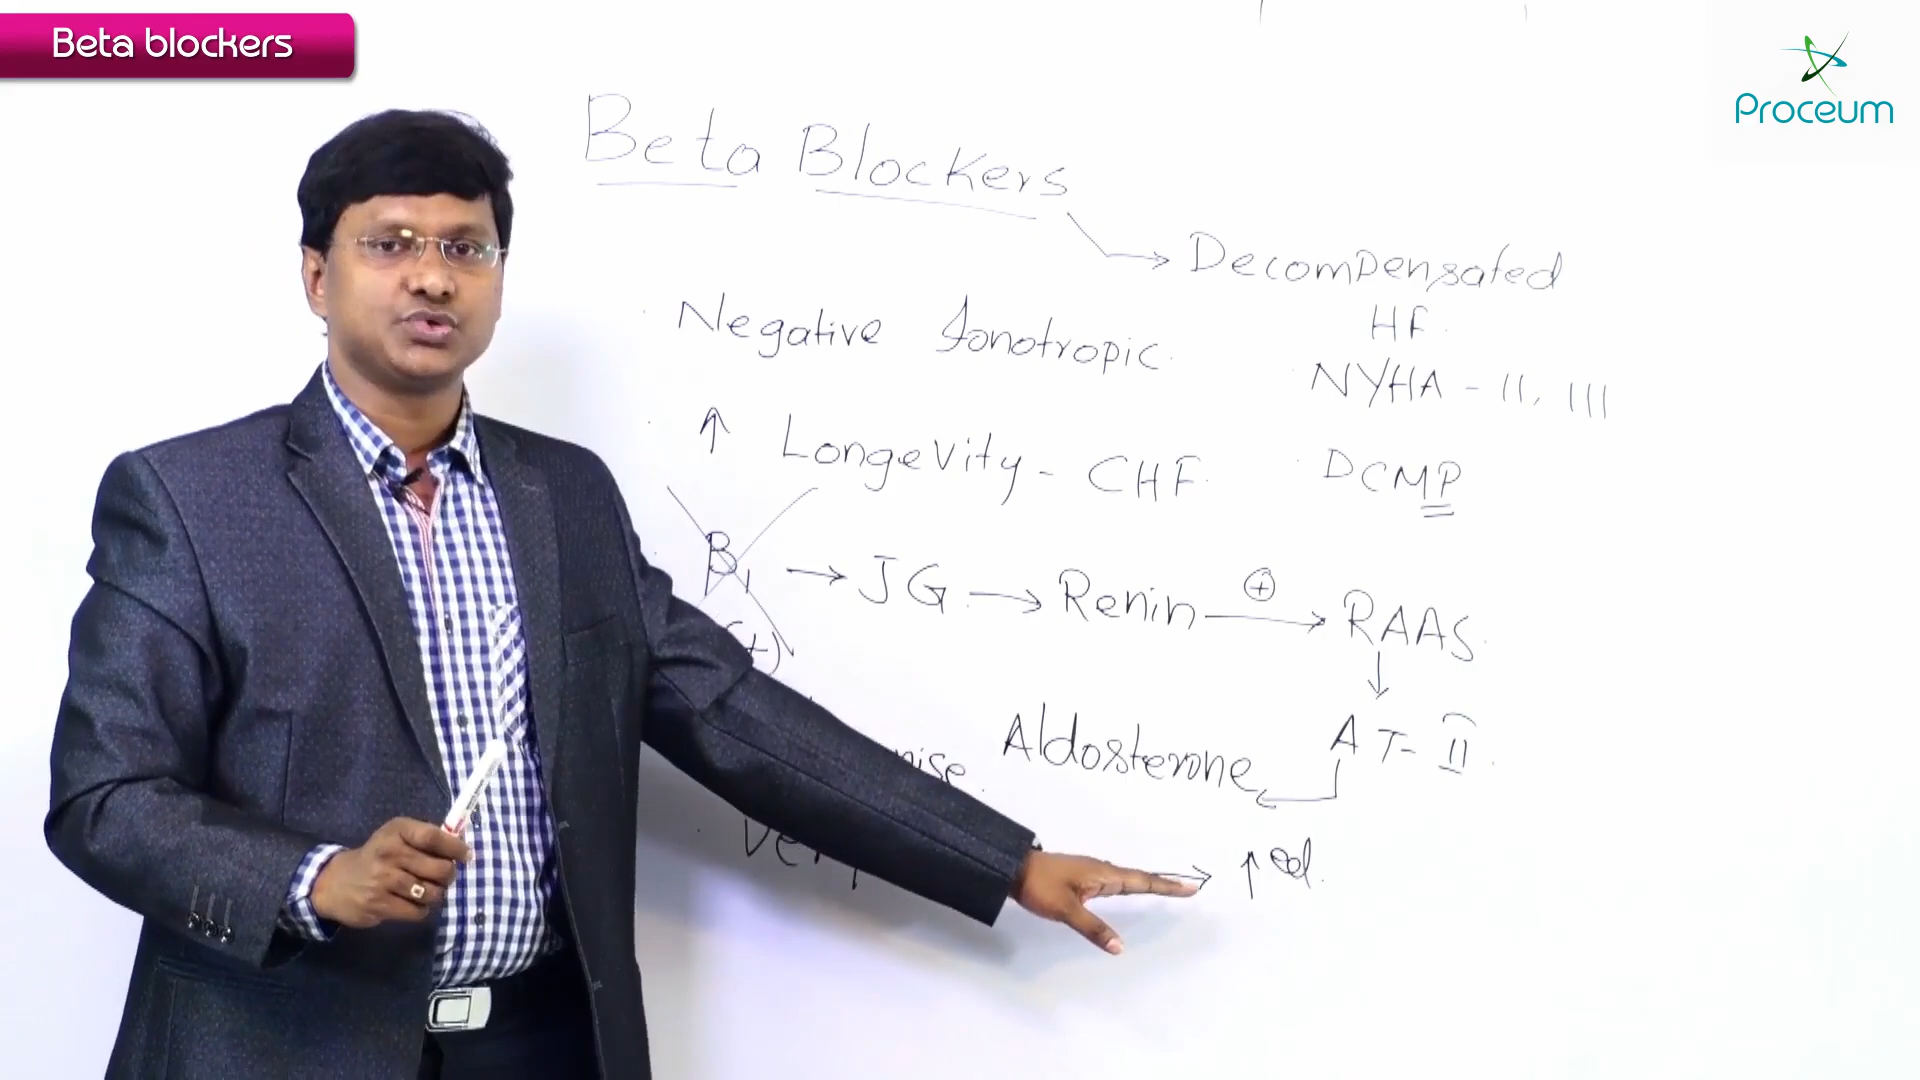 Beta blockers
Proceum
Beta Blockers
→ Decompensated
HF
Negative Ionotropic
NYHA - II, III
↑ Longevity - CHF
DCMP
β1 → JG → Renin ⊕→ RAAS
↓
(+)
Aldosterone
AT-II
→ ↑